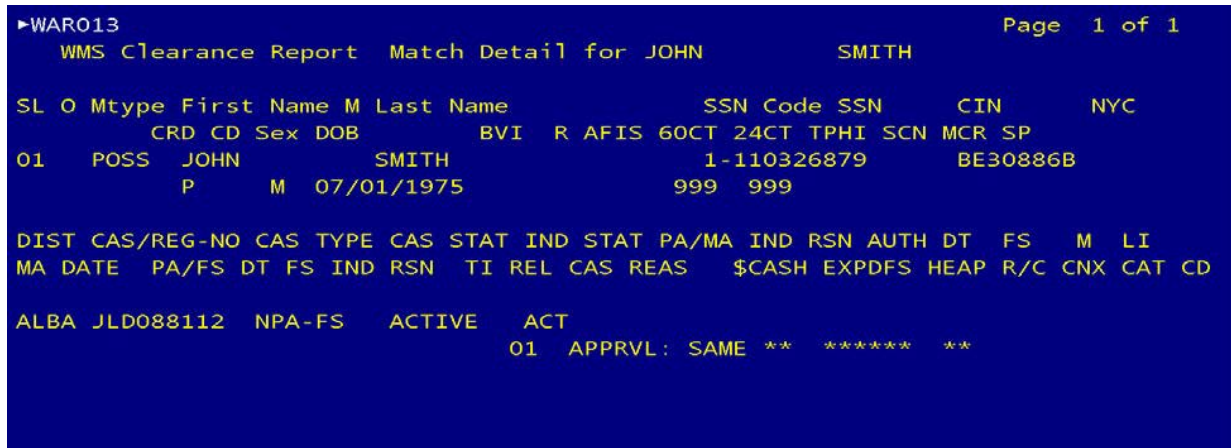 ►WARO13 Page 1 of 1
WMS Clearance Report Match Detail for JOHN SMITH
SL O Mtype First Name M Last Name SSN Code SSN CIN NYC
CRD CD Sex DOB BVI R AFIS 60CT 24CT TPHI SCN MCR SP
01 POSS JOHN SMITH 1-110326879 BE30886B
P M 07/01/1975 999 999
DIST CAS/REG-NO CAS TYPE CAS STAT IND STAT PA/MA IND RSN AUTH DT FS M LI
MA DATE PA/FS DT FS IND RSN TI REL CAS REAS $CASH EXPDFS HEAP R/C CNX CAT CD
ALBA JLD088112 NPA-FS ACTIVE ACT
01 APPRVL: SAME ** ****** **